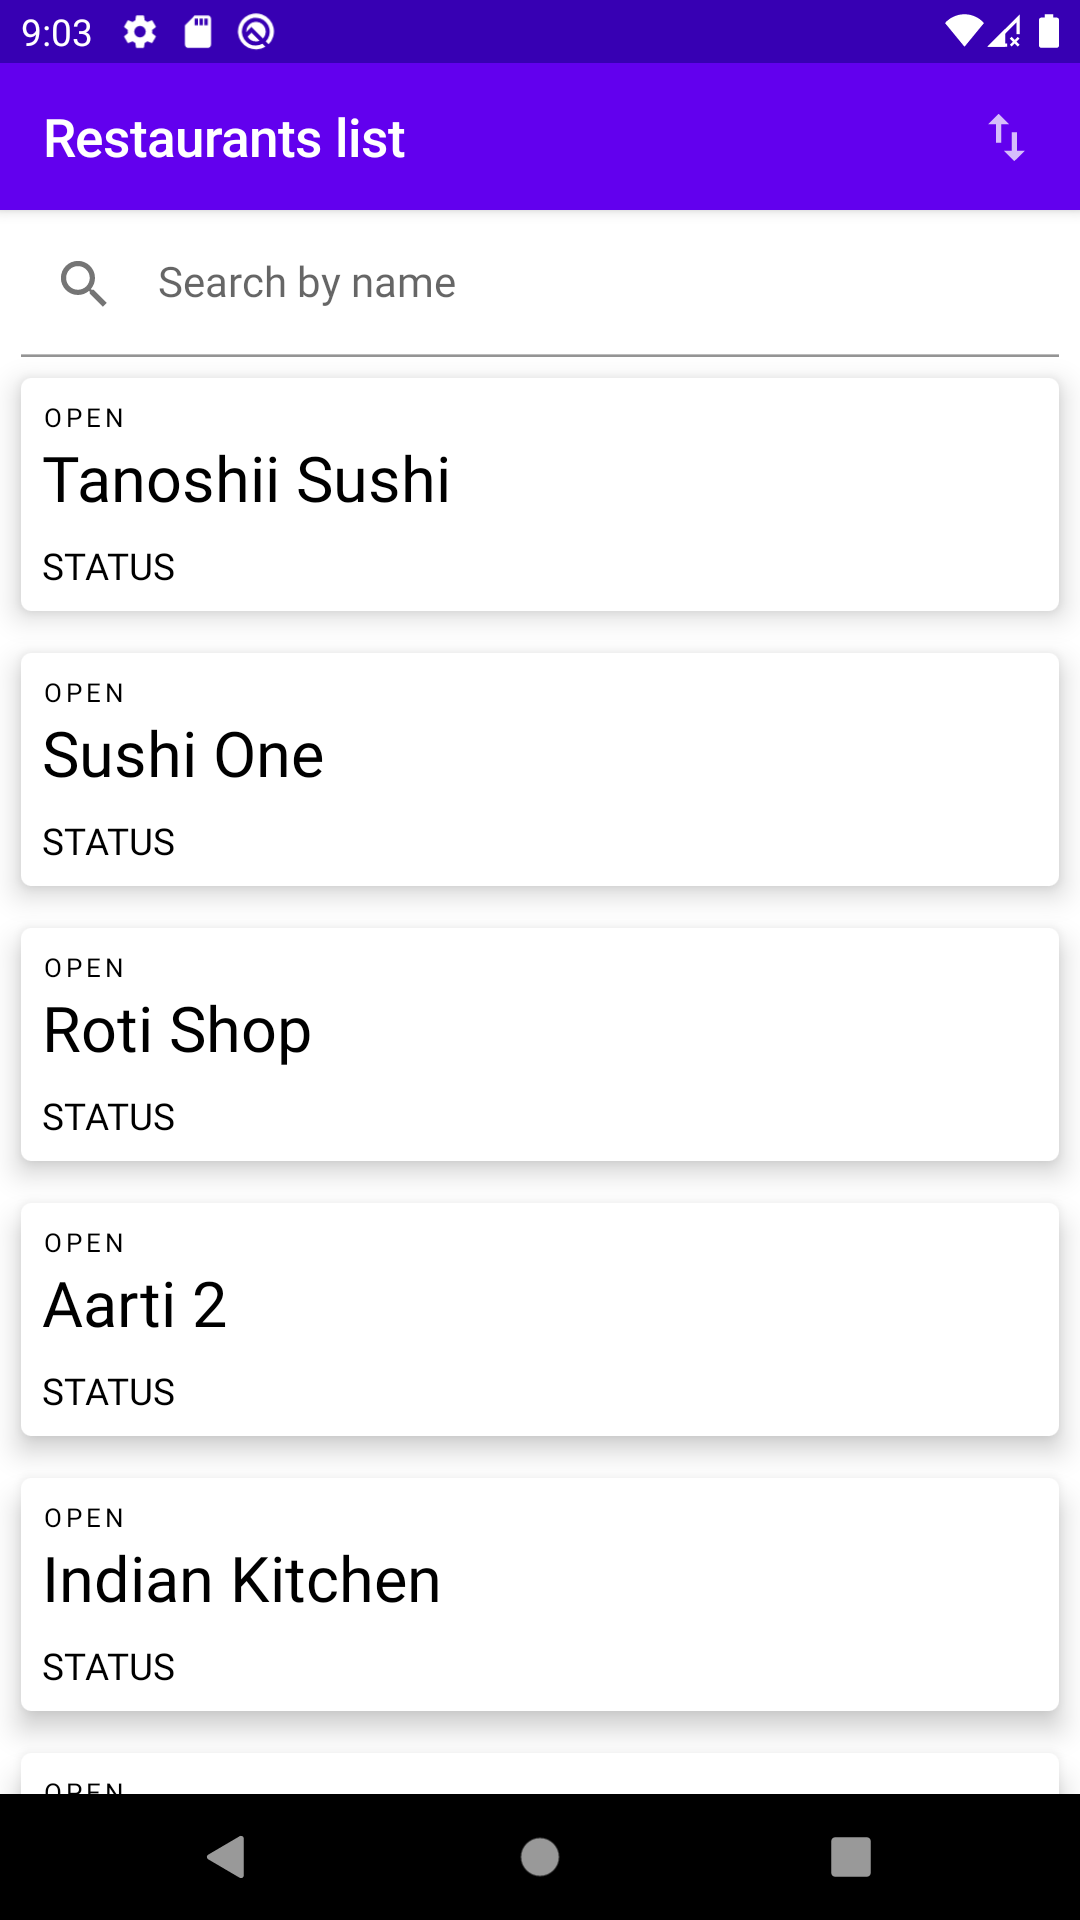 9:03
Restaurants list
Search by name
OPEN
Tanoshii Sushi
STATUS
OPEN
Sushi One
STATUS
OPEN
Roti Shop
STATUS
OPEN
Aarti 2
STATUS
OPEN
Indian Kitchen
STATUS
OPEN